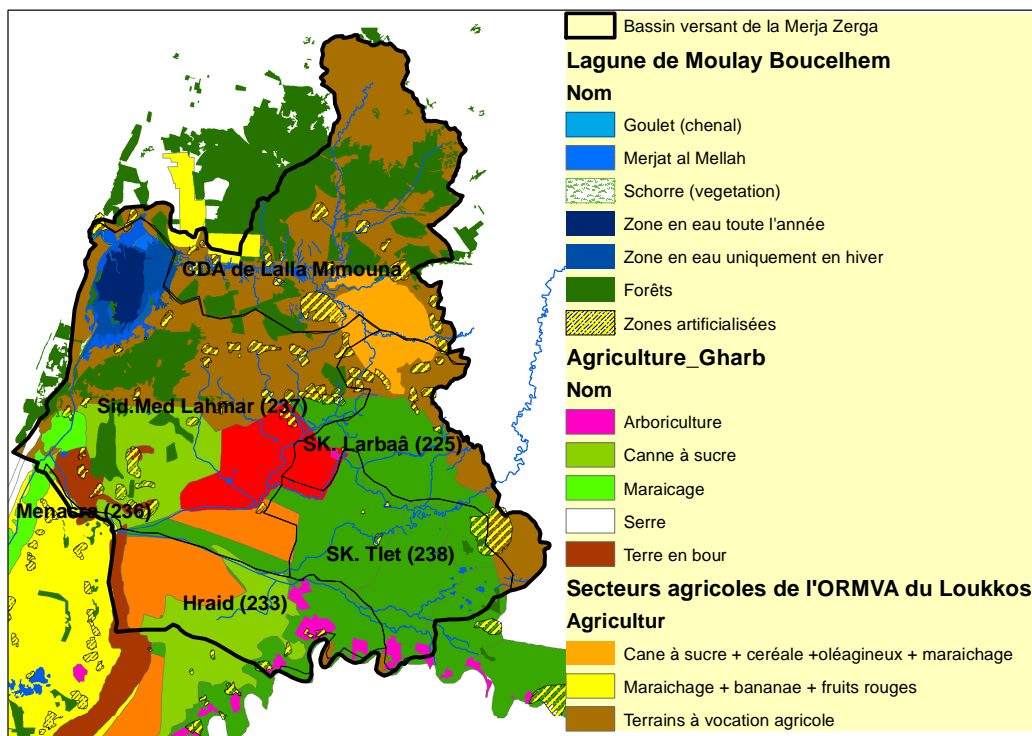 CDA de Lalla Mimouna
Sid.Med Lahmar (237)
SK. Larbaâ (225)
Menacra (236)
SK. Tlet (238)
Hraid (233)
Bassin versant de la Merja Zerga
Lagune de Moulay Boucelhem
Nom
Goulet (chenal)
Merjat al Mellah
Schorre (vegetation)
Zone en eau toute l'année
Zone en eau uniquement en hiver
Forêts
Zones artificialisées
Agriculture_Gharb
Nom
Arboriculture
Canne à sucre
Maraicage
Serre
Terre en bour
Secteurs agricoles de l'ORMVA du Loukkos
Agricultur
Cane à sucre + ceréale + oléagineux + maraichage
Maraichage + bananae + fruits rouges
Terrains à vocation agricole